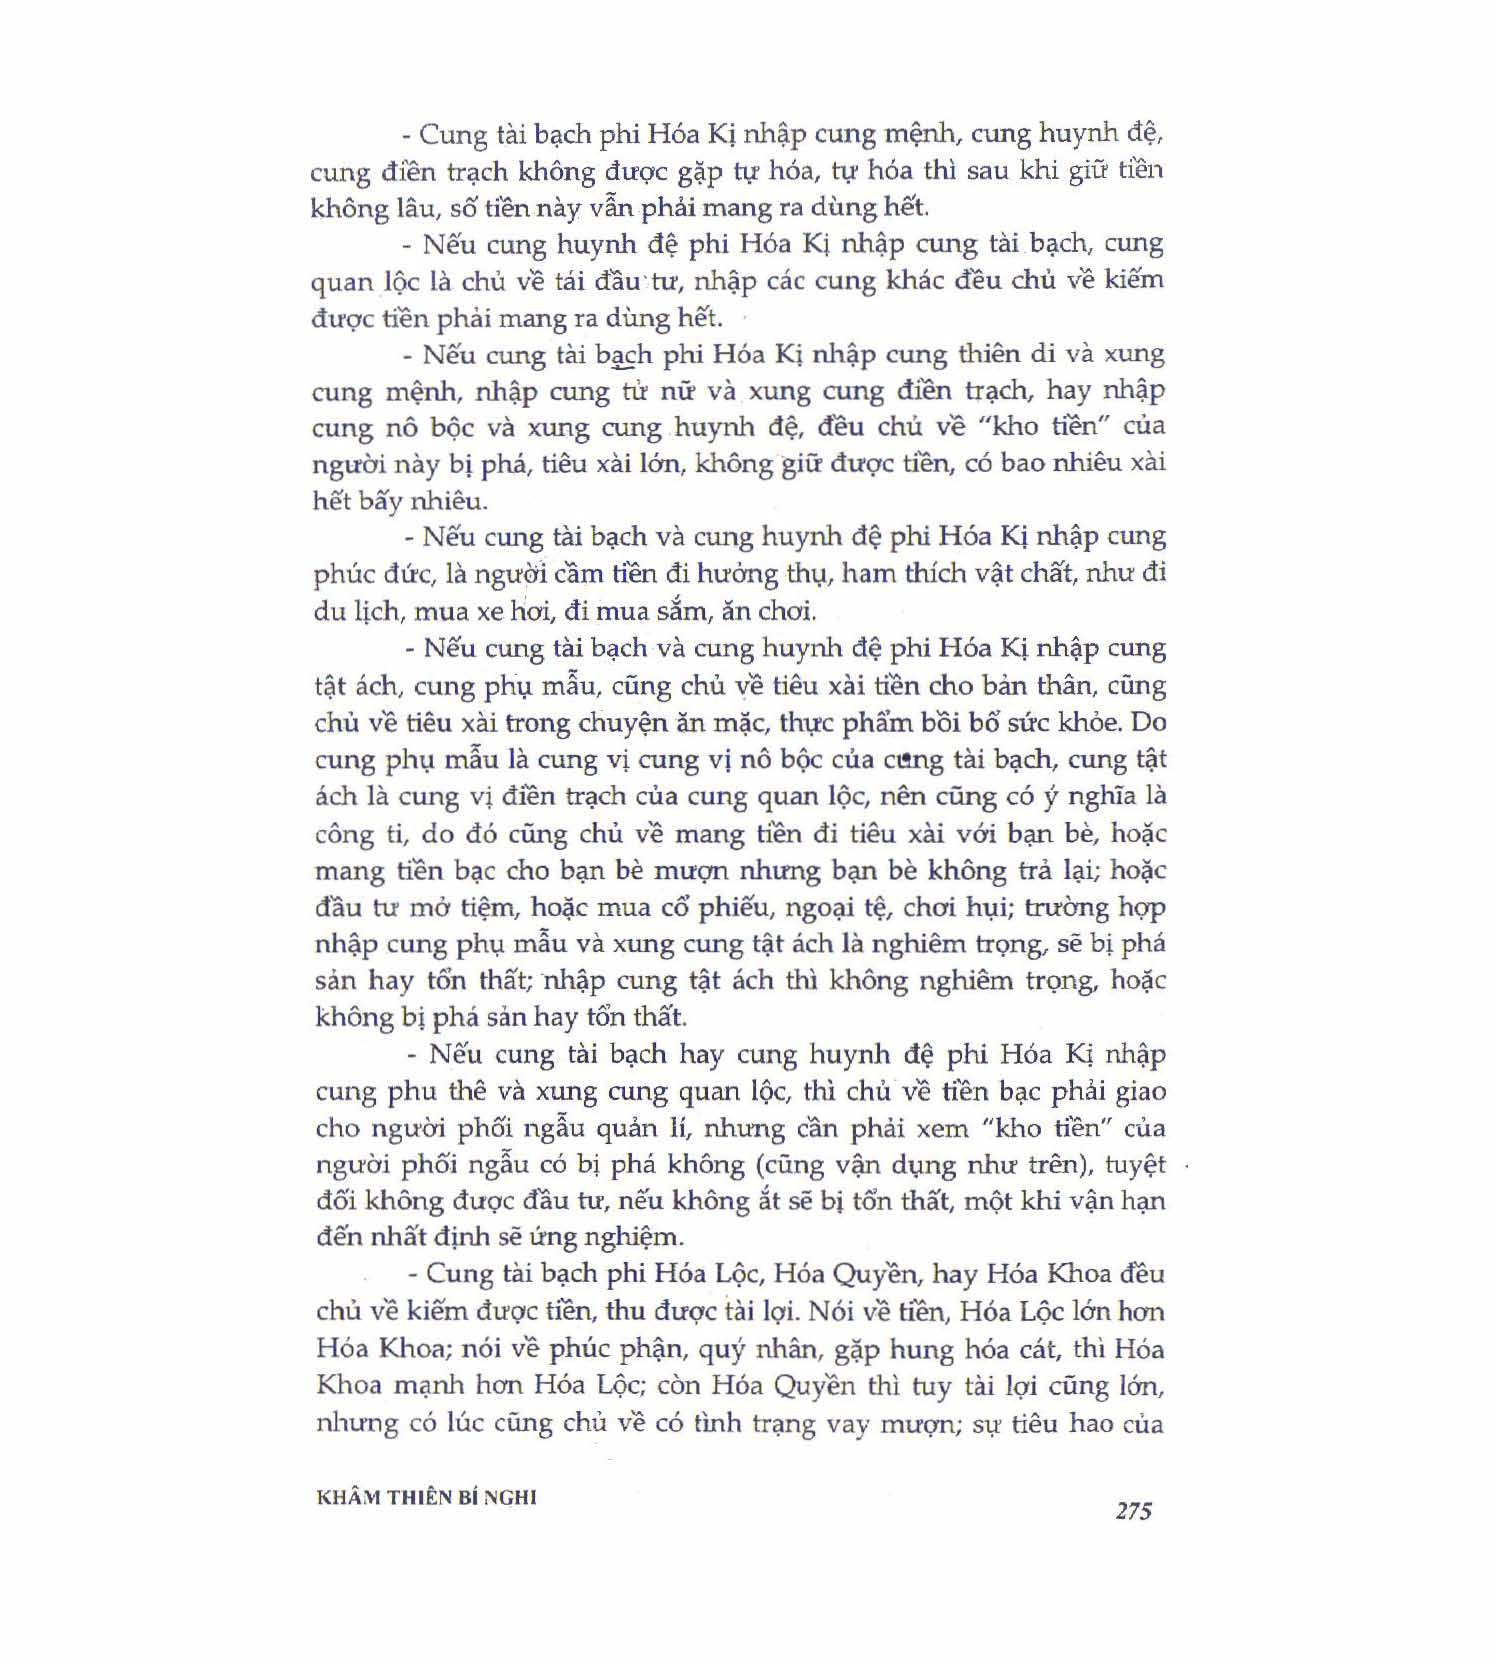 - Cung tài bạch phi Hóa Kị nhập cung mệnh, cung huynh đệ,
cung điền trạch không được gặp tự hóa, tự hóa thì sau khi giữ tiền
không lâu, số tiền này vẫn phải mang ra dùng hết.
- Nếu cung huynh đệ phi Hóa Kị nhập cung tài bạch, cung
quan lộc là chủ về tái đầu tư, nhập các cung khác đều chủ về kiếm
được tiền phải mang ra dùng hết.
- Nếu cung tài bạch phi Hóa Kị nhập cung thiên di và xung
cung mệnh, nhập cung tử nữ và xung cung điền trạch, hay nhập
cung nô bộc và xung cung huynh đệ, đều chủ về "kho tiền" của
người này bị phá, tiêu xài lớn, không giữ được tiền, có bao nhiêu xài
hết bấy nhiêu.
- Nếu cung tài bạch và cung huynh đệ phi Hóa Kị nhập cung
phúc đức, là người cầm tiền đi hưởng thụ, ham thích vật chất, như đi
du lịch, mua xe hơi, đi mua sắm, ăn chơi.
- Nếu cung tài bạch và cung huynh đệ phi Hóa Kị nhập cung
tật ách, cung phụ mẫu, cũng chủ về tiêu xài tiền cho bản thân, cũng
chủ về tiêu xài trong chuyện ăn mặc, thực phẩm bồi bổ sức khỏe. Do
cung phụ mẫu là cung vị cung vị nô bộc của cung tài bạch, cung tật
ách là cung vị điền trạch của cung quan lộc, nên cũng có ý nghĩa là
công ti, do đó cũng chủ về mang tiền đi tiêu xài với bạn bè, hoặc
mang tiền bạc cho bạn bè mượn nhưng bạn bè không trả lại; hoặc
đầu tư mở tiệm, hoặc mua cổ phiếu, ngoại tệ, chơi hụi; trường hợp
nhập cung phụ mẫu và xung cung tật ách là nghiêm trọng, sẽ bị phá
sản hay tổn thất; nhập cung tật ách thì không nghiêm trọng, hoặc
không bị phá sản hay tổn thất.
- Nếu cung tài bạch hay cung huynh đệ phi Hóa Kị nhập
cung phu thê và xung cung quan lộc, thì chủ về tiền bạc phải giao
cho người phối ngẫu quản lí, nhưng cần phải xem "kho tiền" của
người phối ngẫu có bị phá không (cũng vận dụng như trên), tuyệt
đối không được đầu tư, nếu không ắt sẽ bị tổn thất, một khi vận hạn
đến nhất định sẽ ứng nghiệm.
- Cung tài bạch phi Hóa Lộc, Hóa Quyền, hay Hóa Khoa đều
chủ về kiếm được tiền, thu được tài lợi. Nói về tiền, Hóa Lộc lớn hơn
Hóa Khoa; nói về phúc phận, quý nhân, gặp hung hóa cát, thì Hóa
Khoa mạnh hơn Hóa Lộc; còn Hóa Quyền thì tuy tài lợi cũng lớn,
nhưng có lúc cũng chủ về có tình trạng vay mượn; sự tiêu hao của
KHÂM THIÊN BÍ NGHI
275